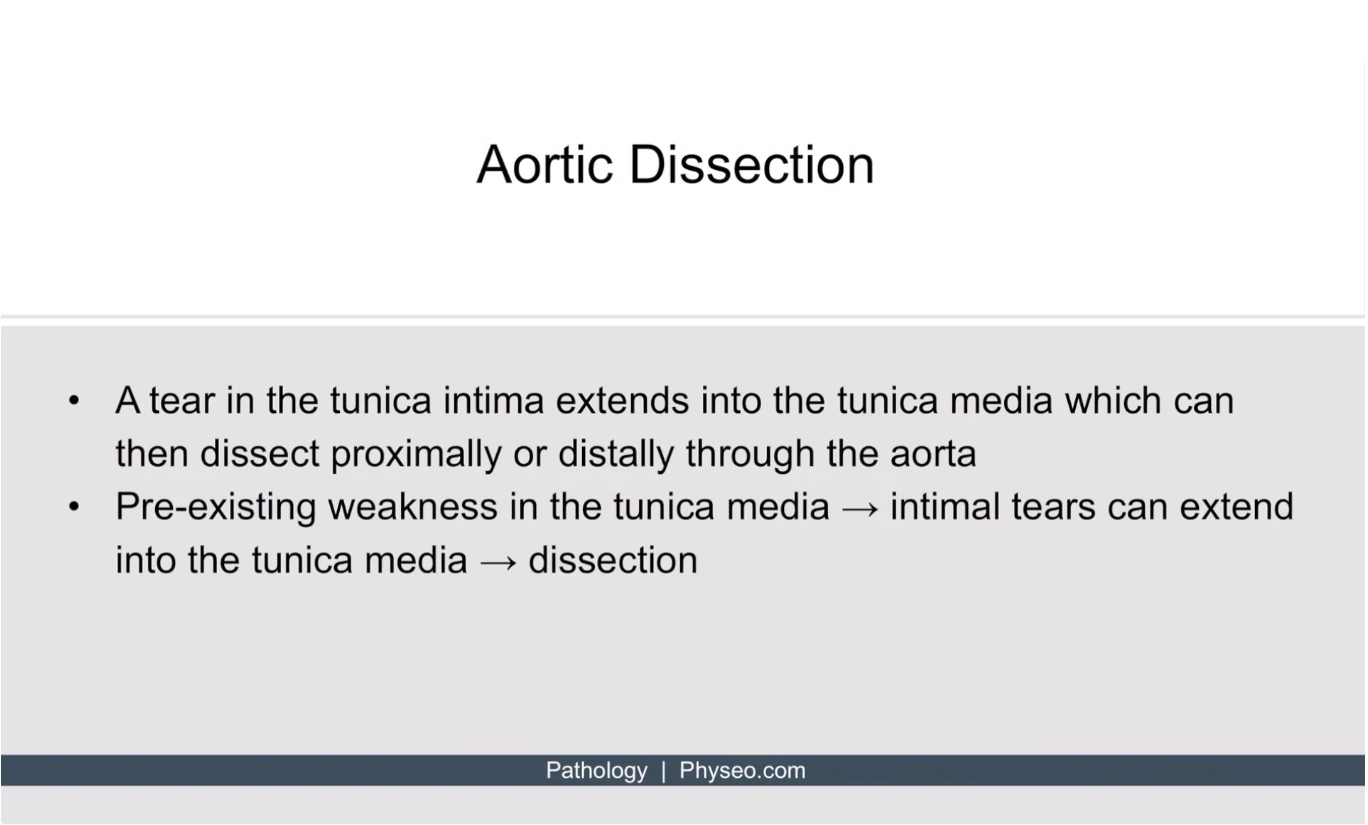 Aortic Dissection
• A tear in the tunica intima extends into the tunica media which can
then dissect proximally or distally through the aorta
• Pre-existing weakness in the tunica media → intimal tears can extend
into the tunica media → dissection
Pathology | Physeo.com